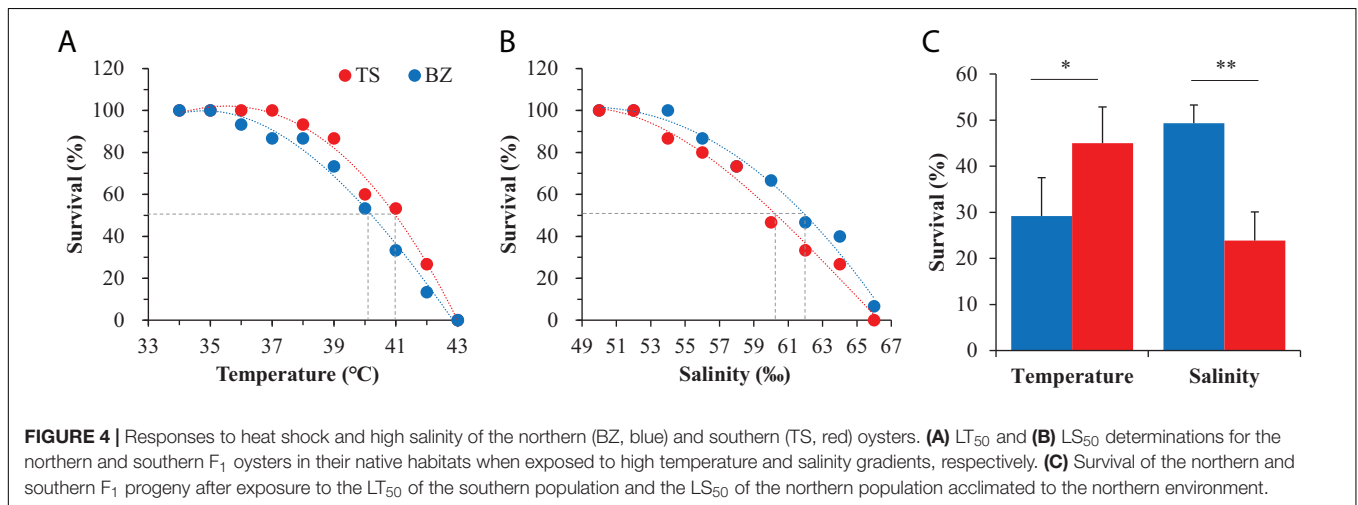 A
TS
BZ
120
100
80
60
40
20
0
Survival (%)
33 35 37 39 41 43
Temperature (°C)
B
120
100
80
60
40
20
0
Survival (%)
49 51 53 55 57 59 61 63 65 67
Salinity (‰)
C
60
50
40
30
20
10
0
Survival (%)
*
**
Temperature Salinity
FIGURE 4 | Responses to heat shock and high salinity of the northern (BZ, blue) and southern (TS, red) oysters. (A) LT50 and (B) LS50 determinations for the
northern and southern F1 oysters in their native habitats when exposed to high temperature and salinity gradients, respectively. (C) Survival of the northern and
southern F1 progeny after exposure to the LT50 of the southern population and the LS50 of the northern population acclimated to the northern environment.